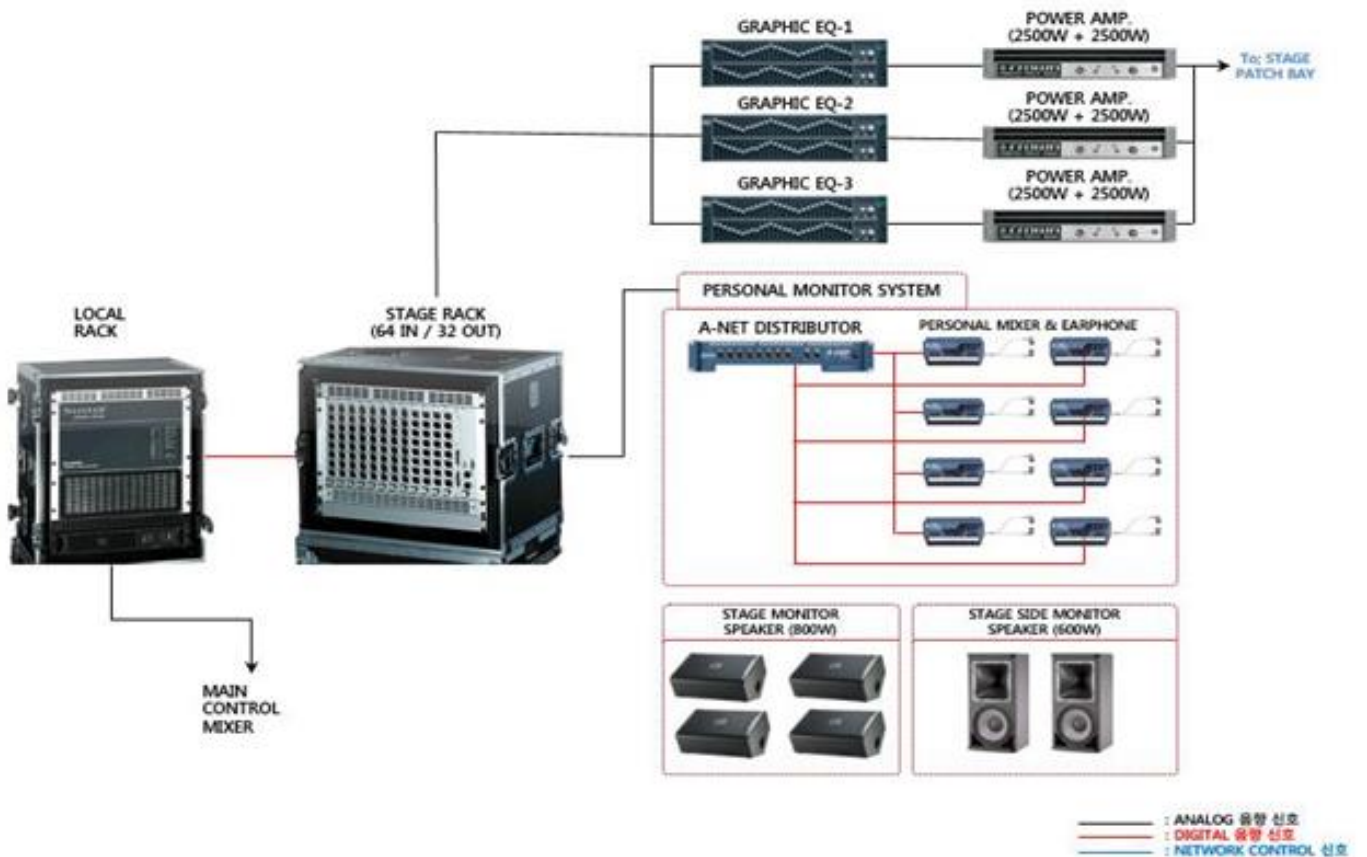 GRAPHIC EQ-1
POWER AMP.
(2500W + 2500W)
To; STAGE
PATCH BAY
GRAPHIC EQ-2
POWER AMP.
(2500W + 2500W)
GRAPHIC EQ-3
POWER AMP.
(2500W + 2500W)
LOCAL
RACK
STAGE RACK
(64 IN / 32 OUT)
PERSONAL MONITOR SYSTEM
A-NET DISTRIBUTOR
PERSONAL MIXER & EARPHONE
MAIN
CONTROL
MIXER
STAGE MONITOR
SPEAKER (800W)
STAGE SIDE MONITOR
SPEAKER (600W)
: ANALOG 음향 신호
: DIGITAL 음향 신호
: NETWORK CONTROL 신호